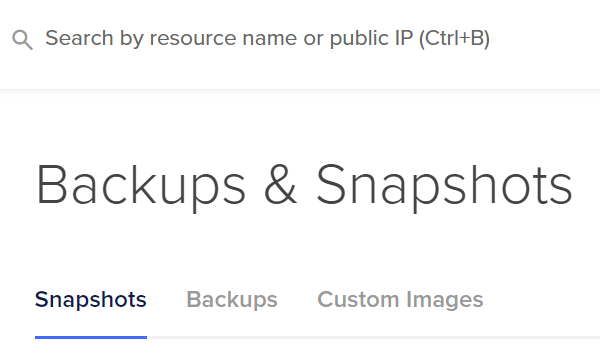 Search by resource name or public IP (Ctrl+B)
Backups & Snapshots
Snapshots Backups Custom Images